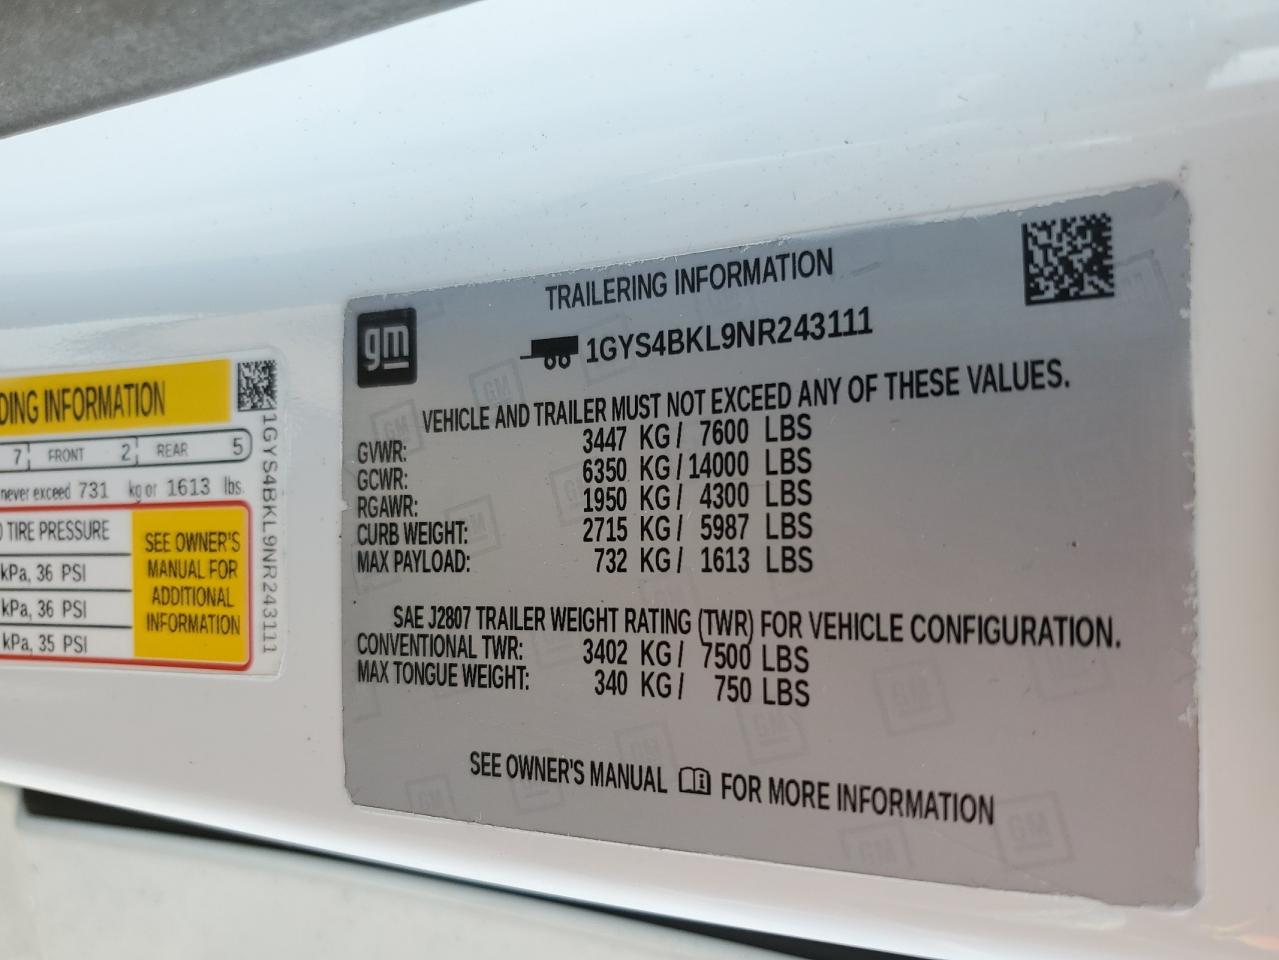 DING INFORMATION
7 FRONT 2 REAR 5
never exceed 731 kg or 1613 lbs.
TIRE PRESSURE
kPa, 36 PSI
kPa, 36 PSI
kPa, 35 PSI
SEE OWNER'S
MANUAL FOR
ADDITIONAL
INFORMATION
1GYS4BKL9NR243111
gm
TRAILERING INFORMATION
1GYS4BKL9NR243111
VEHICLE AND TRAILER MUST NOT EXCEED ANY OF THESE VALUES.
GVWR: 3447 KG/ 7600 LBS
GCWR: 6350 KG/14000 LBS
RGAWR: 1950 KG/ 4300 LBS
CURB WEIGHT: 2715 KG/ 5987 LBS
MAX PAYLOAD: 732 KG/ 1613 LBS
SAE J2807 TRAILER WEIGHT RATING (TWR) FOR VEHICLE CONFIGURATION.
CONVENTIONAL TWR: 3402 KG/ 7500 LBS
MAX TONGUE WEIGHT: 340 KG/ 750 LBS
SEE OWNER'S MANUAL FOR MORE INFORMATION